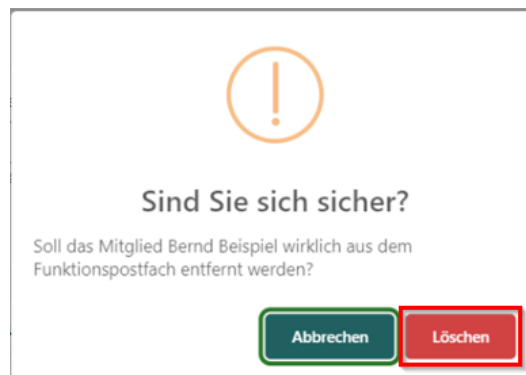 Sind Sie sich sicher?
Soll das Mitglied Bernd Beispiel wirklich aus dem
Funktionspostfach entfernt werden?
Abbrechen Löschen